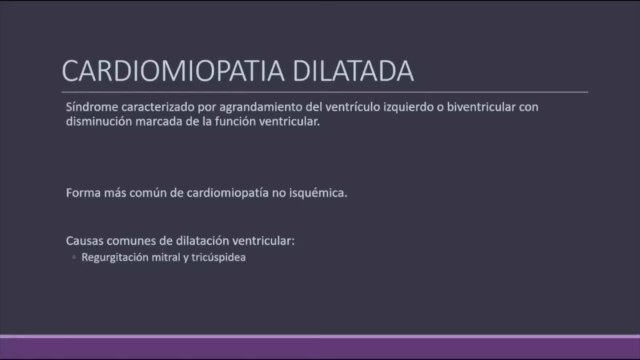 CARDIOMIOPATIA DILATADA
Síndrome caracterizado por agrandamiento del ventrículo izquierdo o biventricular con
disminución marcada de la función ventricular.
Forma más común de cardiomiopatía no isquémica.
Causas comunes de dilatación ventricular:
Regurgitación mitral y tricúspidea